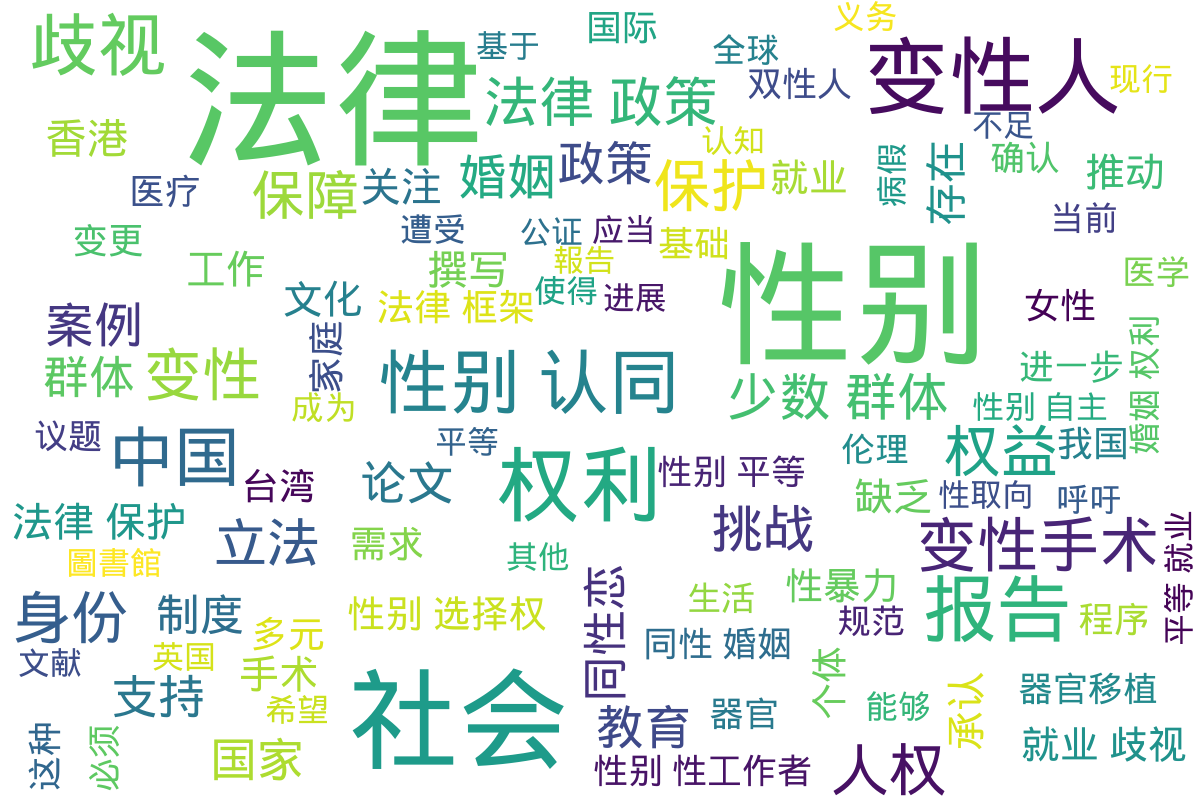 歧视
法律
基于
国际
义务
全球
变性人
法律 政策
双性人
现行
香港
不足
认知
婚姻
政策
保护
就业
病假
存在
确认
推动
医疗
保障
关注
遭受
公证
应当
基础
当前
变更
工作
撰写
報告
使得
进展
性别
医学
案例
文化
法律 框架
女性
家庭
群体
变性
成为
性别 认同
少数 群体
进一步
婚姻 权利
性别 自主
议题
中国
平等
台湾
论文
权利
性别 平等
伦理
权益
我国
缺乏
性取向
呼吁
法律 保护
立法
需求
其他
挑战
变性手术
平等 就业
圖書館
身份
制度
多元
性别 选择权
同性恋
生活
性暴力
规范
报告
程序
文献
英国
手术
希望
支持
社会
同性 婚姻
个体
能够
承认
器官移植
这种
必须
国家
教育
器官
性别 性工作者
人权
就业 歧视